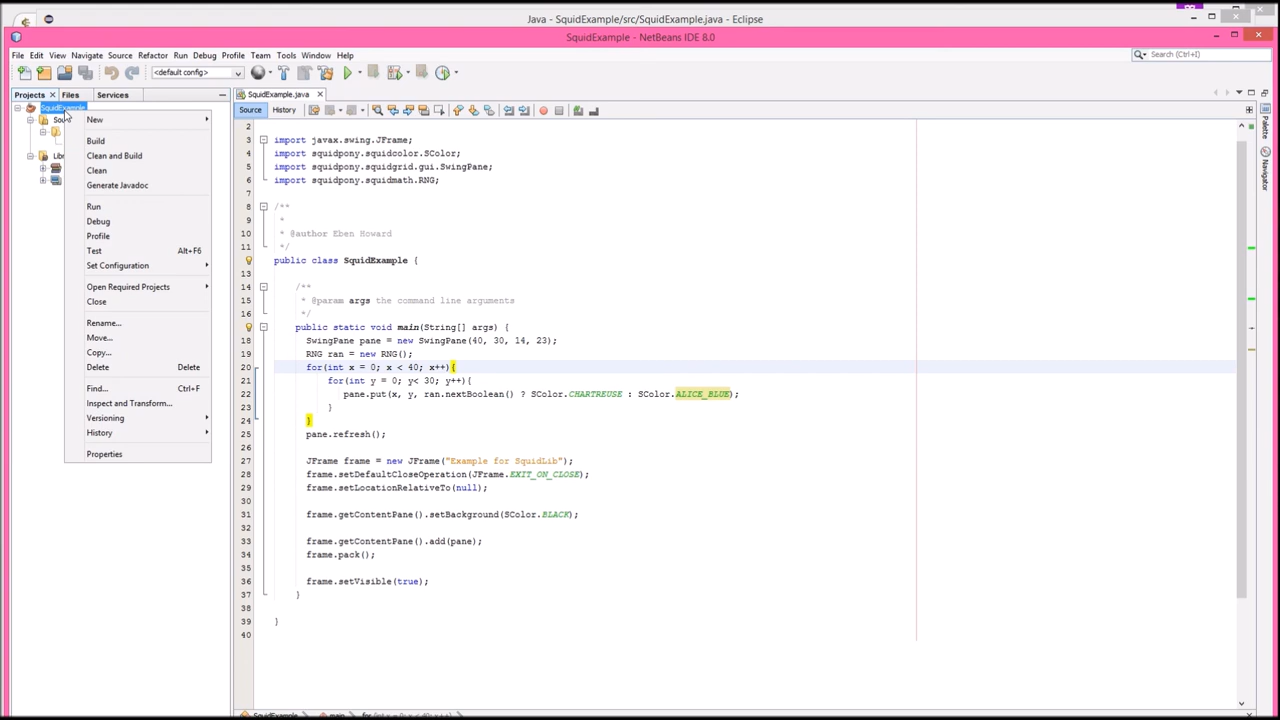 Java - SquidExample/src/SquidExample.java - Eclipse
SquidExample - NetBeans IDE 8.0
File Edit View Navigate Source Refactor Run Debug Profile Team Tools Window Help
Search (Ctrl+I)
<default config>
Projects Files Services
SquidExample.java
Source History
SquidExample
New
Build
Clean and Build
Clean
Generate Javadoc
Run
Debug
Profile
Test Alt+F6
Set Configuration
Open Required Projects
Close
Rename...
Move...
Copy...
Delete Delete
Find... Ctrl+F
Inspect and Transform...
Versioning
History
Properties
2
3 import javax.swing.JFrame;
4 import squidpony.squidcolor.SColor;
5 import squidpony.squidgrid.gui.SwingPane;
6 import squidpony.squidmath.RNG;
7
8 /**
9 *
10 * @author Eben Howard
11 */
public class SquidExample {
13
14 /**
15 * @param args the command line arguments
16 */
public static void main(String[] args) {
18 SwingPane pane = new SwingPane(40, 30, 14, 23);
19 RNG ran = new RNG();
20 for(int x = 0; x < 40; x++){
21 for(int y = 0; y< 30; y++){
22 pane.put(x, y, ran.nextBoolean() ? SColor.CHARTREUSE : SColor.ALICE_BLUE);
23 }
24 }
25 pane.refresh();
26
27 JFrame frame = new JFrame("Example for SquidLib");
28 frame.setDefaultCloseOperation(JFrame.EXIT_ON_CLOSE);
29 frame.setLocationRelativeTo(null);
30
31 frame.getContentPane().setBackground(SColor.BLACK);
32
33 frame.getContentPane().add(pane);
34 frame.pack();
35
36 frame.setVisible(true);
37 }
38
39 }
40
Palette
Navigator
SquidExample main for (int x = 0; x < 40; x++)